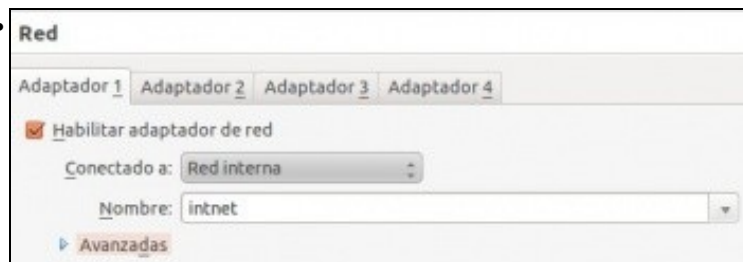 Red
Adaptador 1 Adaptador 2 Adaptador 3 Adaptador 4
Habilitar adaptador de red
Conectado a: Red interna
Nombre: intnet
Avanzadas